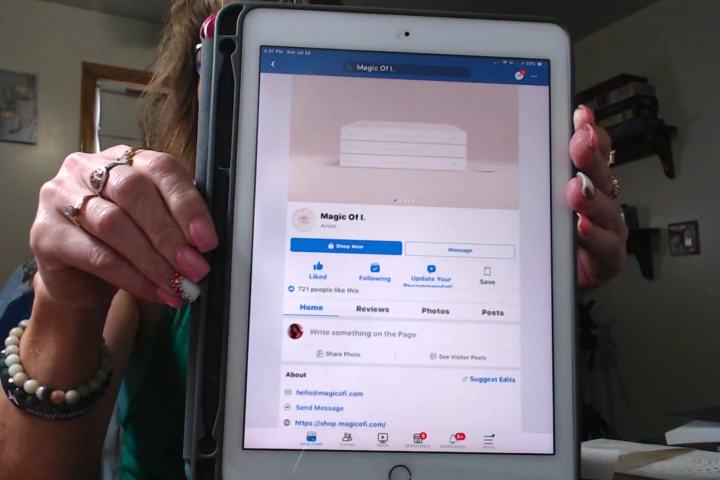 Magic Of I.
Magic Of I.
Artist
Shop Now
Message
Liked
Following
Update Your
Save
721 people like this
Home
Reviews
Photos
Posts
Write something on the Page
Share Photo
See Visitor Posts
About
Suggest Edits
hello@magicofi.com
Send Message
https://shop.magicofi.com/